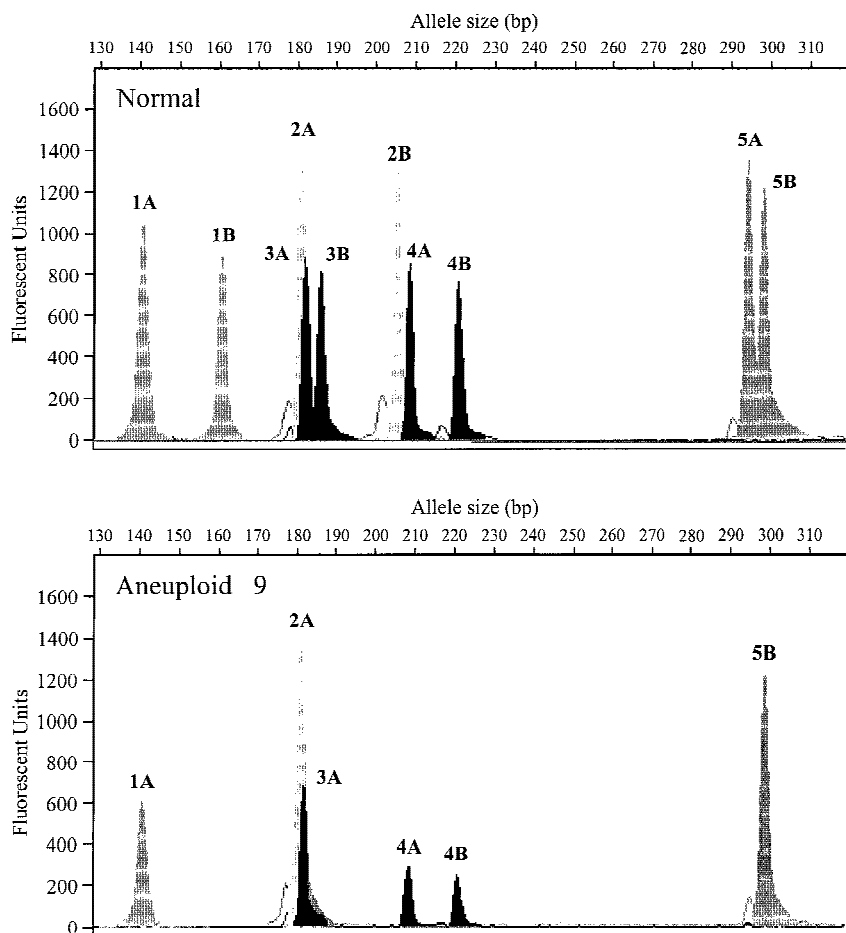 Allele size (bp)
130 140 150 160 170 180 190 200 210 220 230 240 250 260 270 280 290 300 310
Normal
1600
1400
1200
1000
800
600
400
200
0
Fluorescent Units
1A
1B
2A
3A
3B
2B
4A
4B
5A
5B
Allele size (bp)
130 140 150 160 170 180 190 200 210 220 230 240 250 260 270 280 290 300 310
Aneuploid 9
1600
1400
1200
1000
800
600
400
200
0
Fluorescent Units
1A
2A
3A
4A
4B
5B